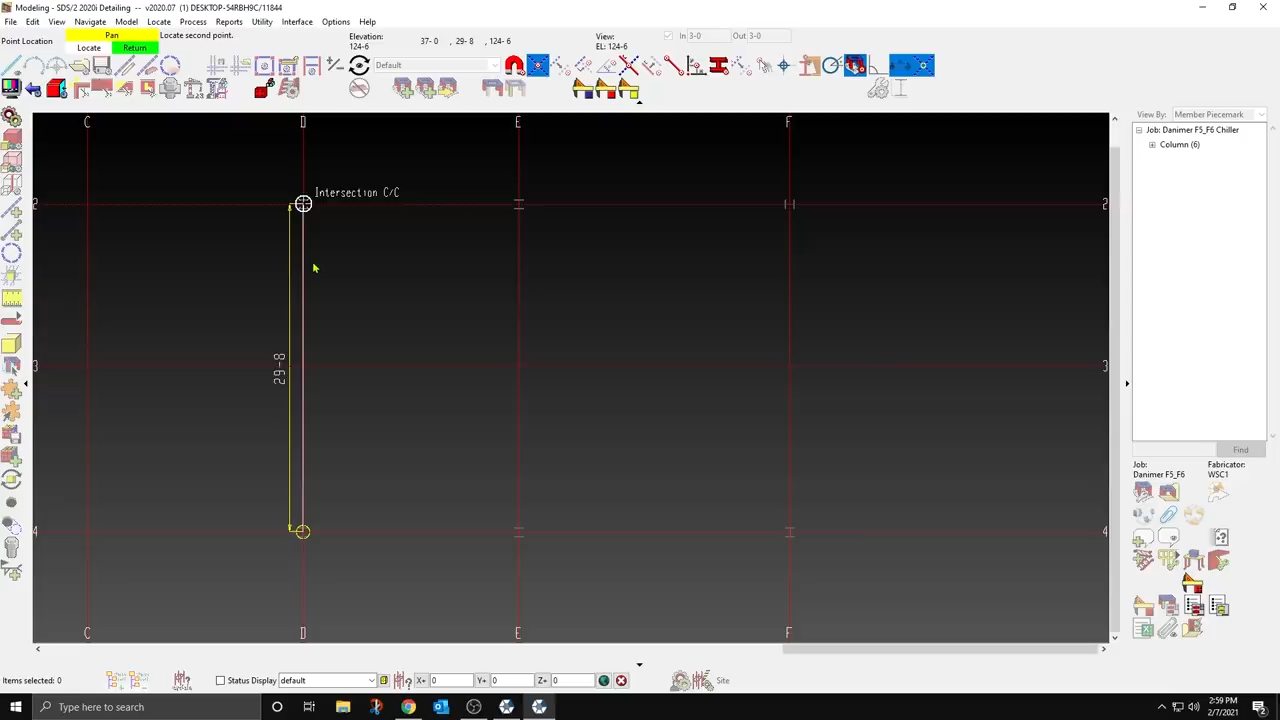 Modeling - SDS/2 2020i Detailing -- v2020.07 (1) DESKTOP-54RBH9C/11844
File Edit View Navigate Model Locate Process Reports Utility Interface Options Help
Point Location
Pan
Locate
Return
Locate second point.
Elevation:
124-6
37- 0 , 29- 8 , 124- 6
View:
EL: 124-6
In 3-0
Out 3-0
Default
C D E F
Intersection C/C
2 2
29-8
3 3
4 4
C D E F
View By: Member Piecemark
Job: Danimer F5_F6 Chiller
Column (6)
Find
Job:
Danimer F5_F6
Fabricator:
WSC1
Items selected: 0
Status Display
default
X+ 0
Y+ 0
Z+ 0
Site
Type here to search
2:59 PM
2/7/2021
2